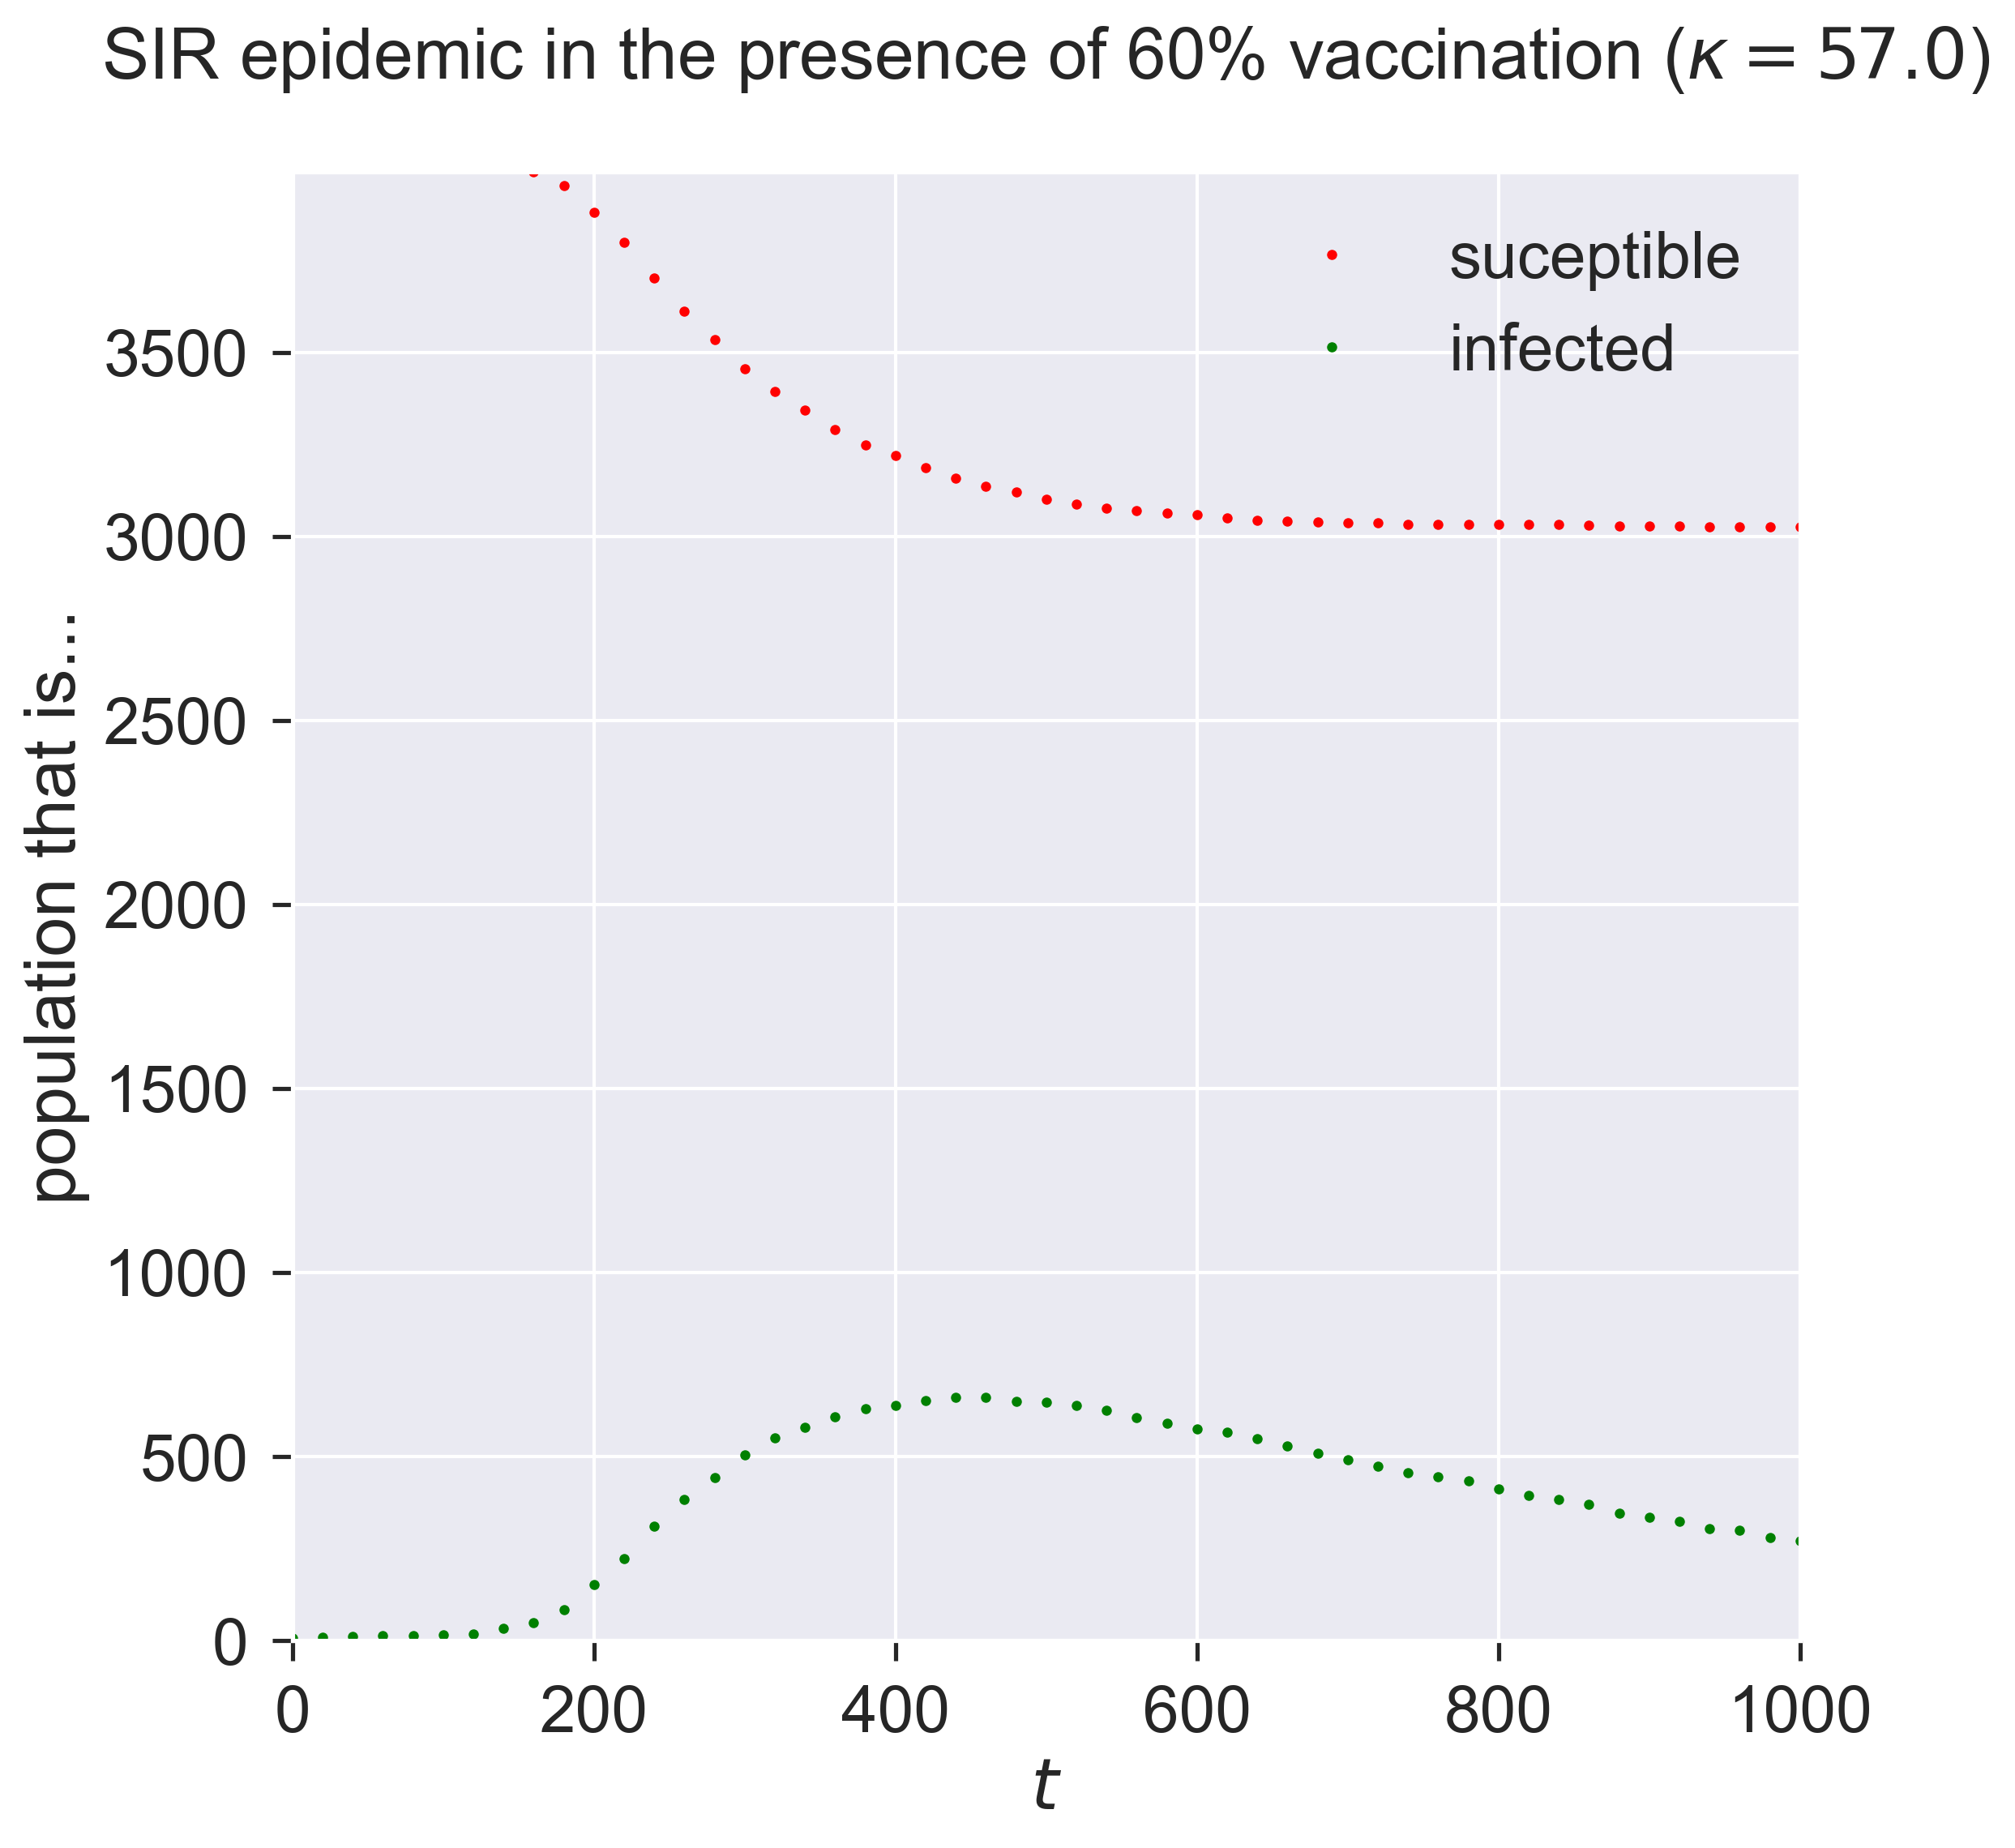 SIR epidemic in the presence of 60% vaccination (κ = 57.0)
suceptible
infected
population that is...
3500
3000
2500
2000
1500
1000
500
0
0 200 400 600 800 1000
t